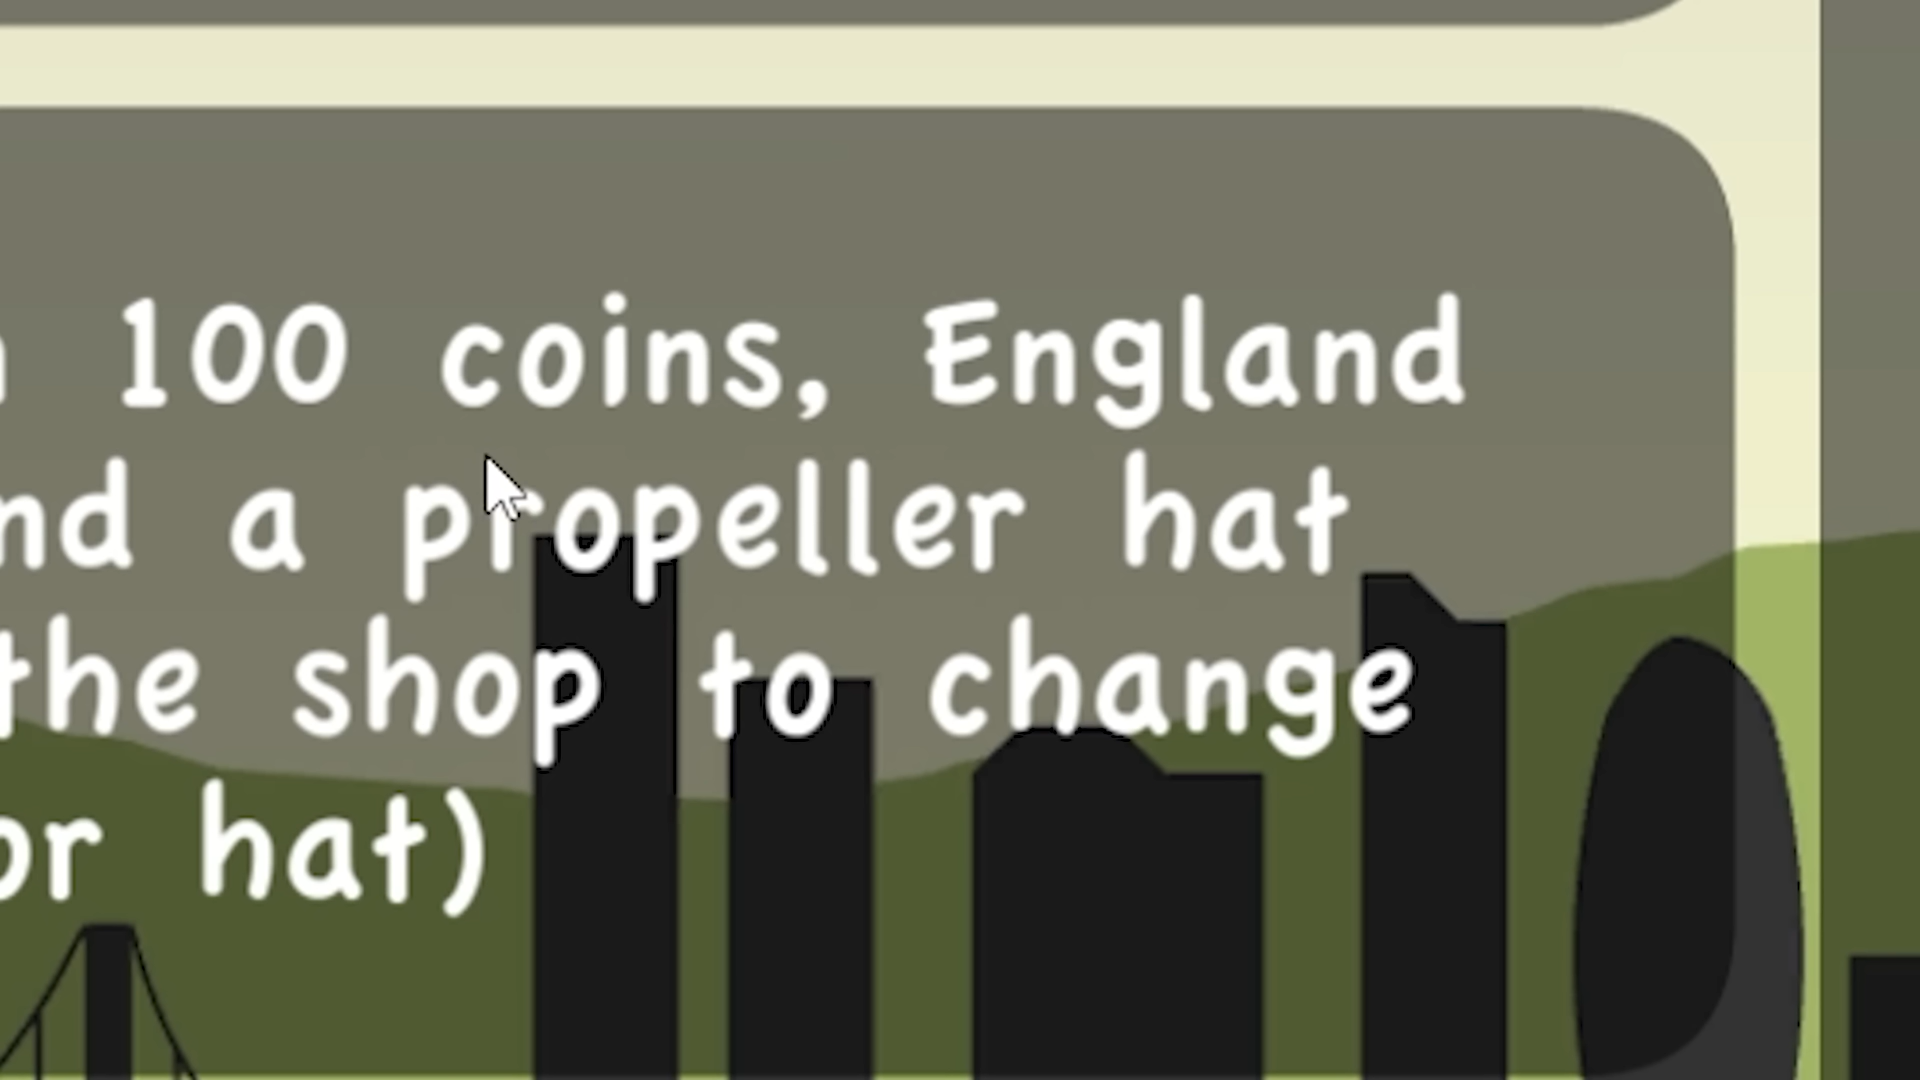 100 coins, England
nd a propeller hat
the shop to change
or hat)